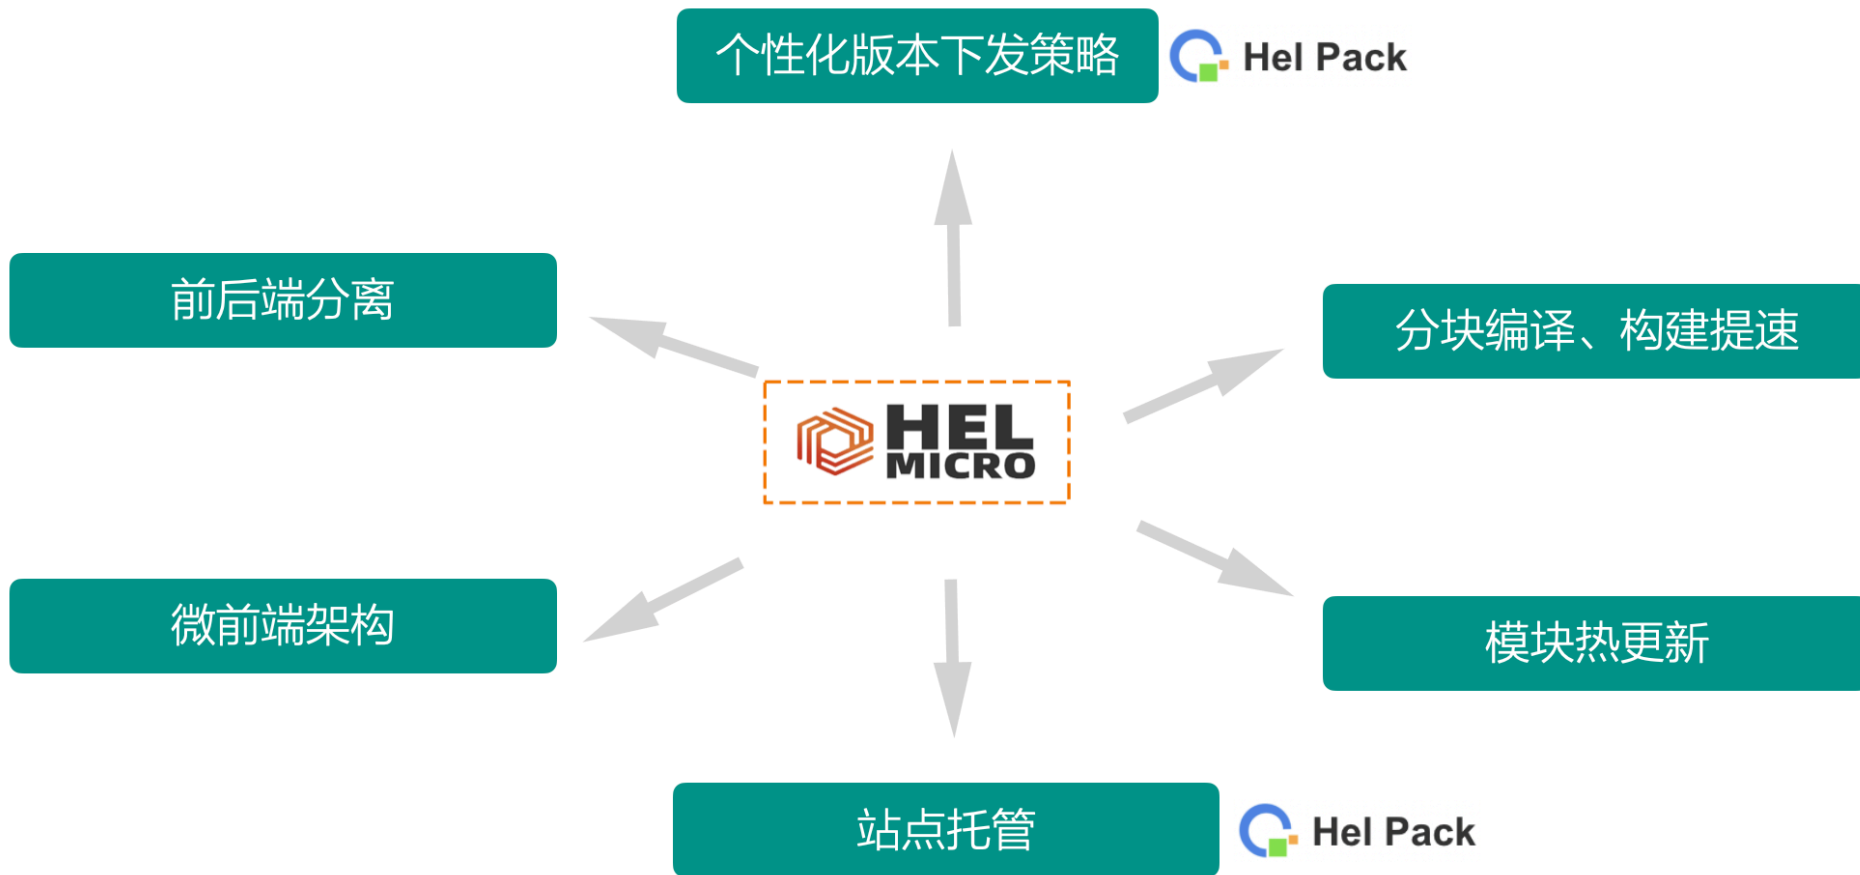 个性化版本下发策略
Hel Pack
前后端分离
分块编译、构建提速
HEL
MICRO
微前端架构
模块热更新
站点托管
Hel Pack